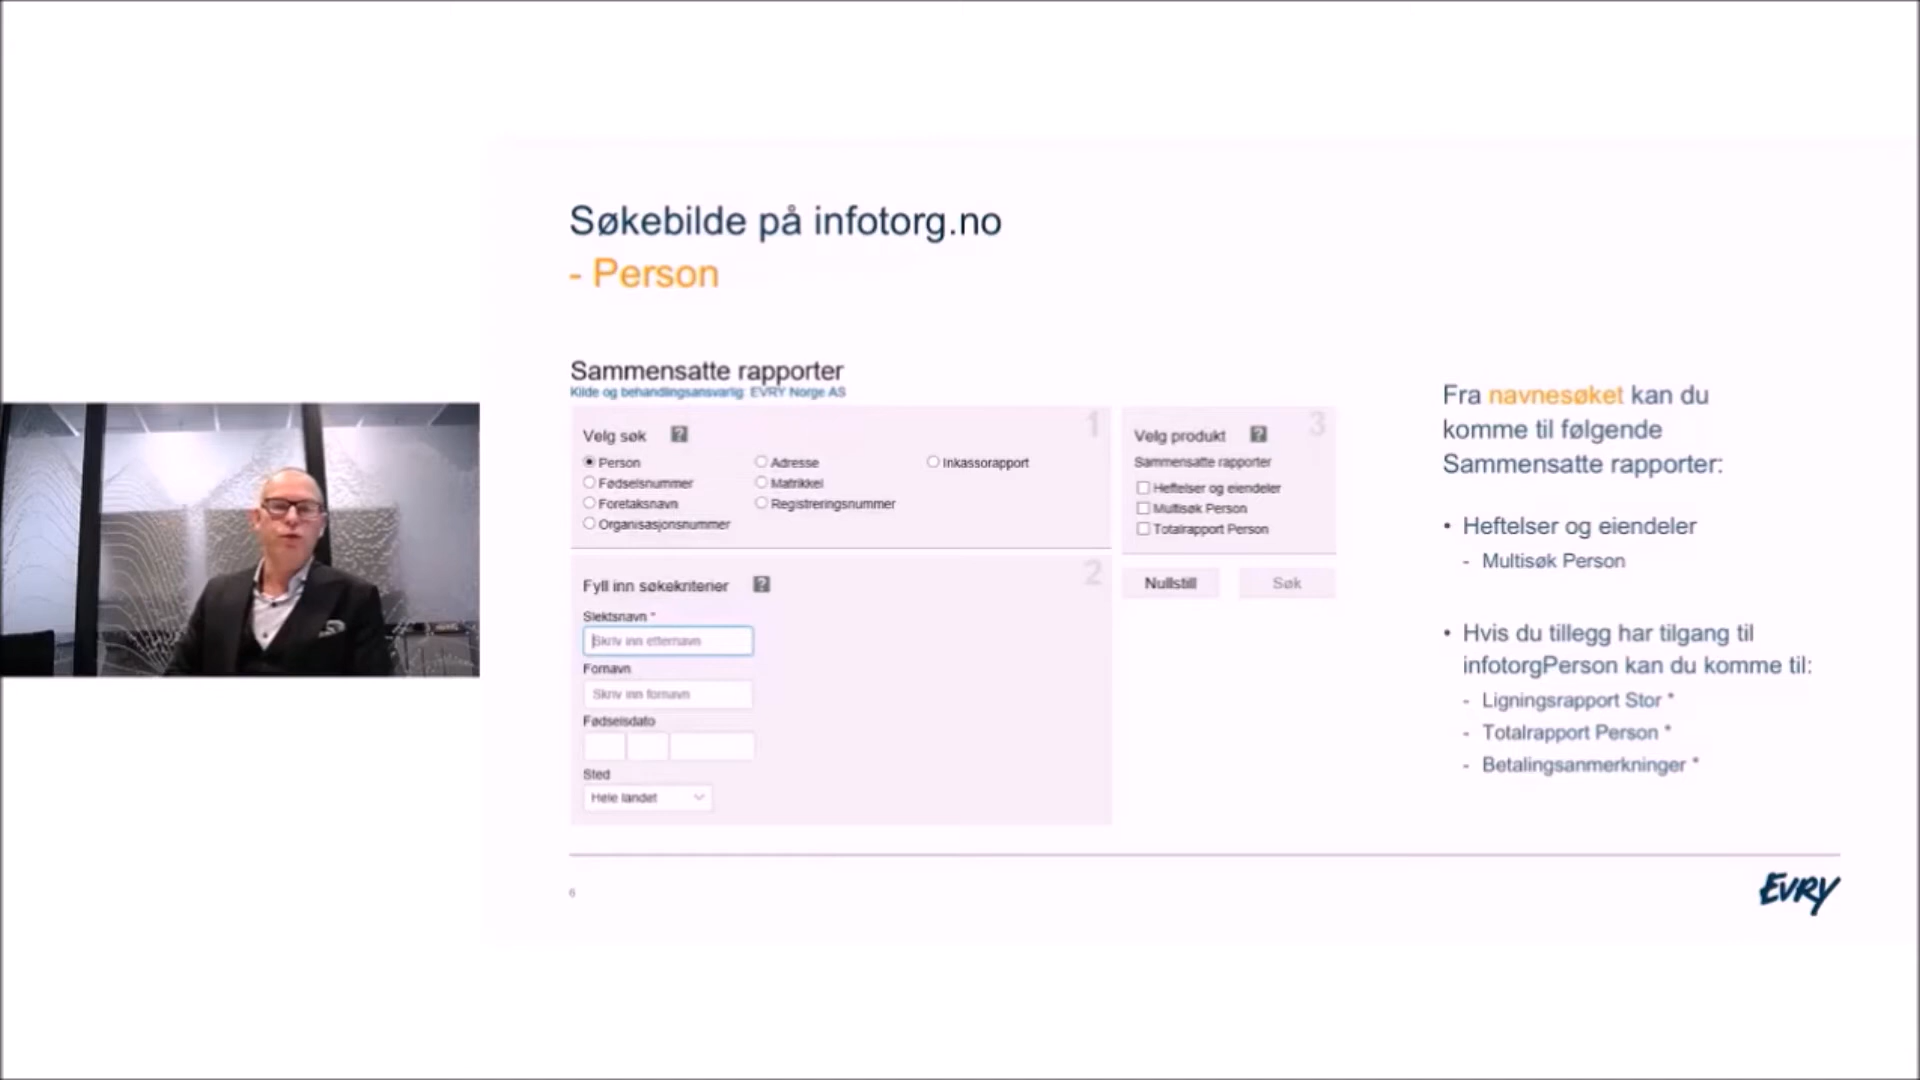 Søkebilde på infotorg.no
- Person
Sammensatte rapporter
Kilde og behandlingsansvarlig: EVRY Norge AS
Velg søk ?
1
Person
Fødselsnummer
Foretaksnavn
Organisasjonsnummer
Adresse
Matrikkel
Registreringsnummer
Inkassorapport
Fyll inn søkekriterier ?
2
Slektsnavn *
Skriv inn etternavn
Fornavn
Skriv inn fornavn
Fødselsdato
Sted
Hele landet
Velg produkt ?
3
Sammensatte rapporter
Heftelser og eiendeler
Multisøk Person
Totalrapport Person
Nullstill
Søk
Fra navnesøket kan du
komme til følgende
Sammensatte rapporter:
• Heftelser og eiendeler
- Multisøk Person
• Hvis du tillegg har tilgang til
infotorgPerson kan du komme til:
- Ligningsrapport Stor *
- Totalrapport Person *
- Betalingsanmerkninger *
6
EVRY